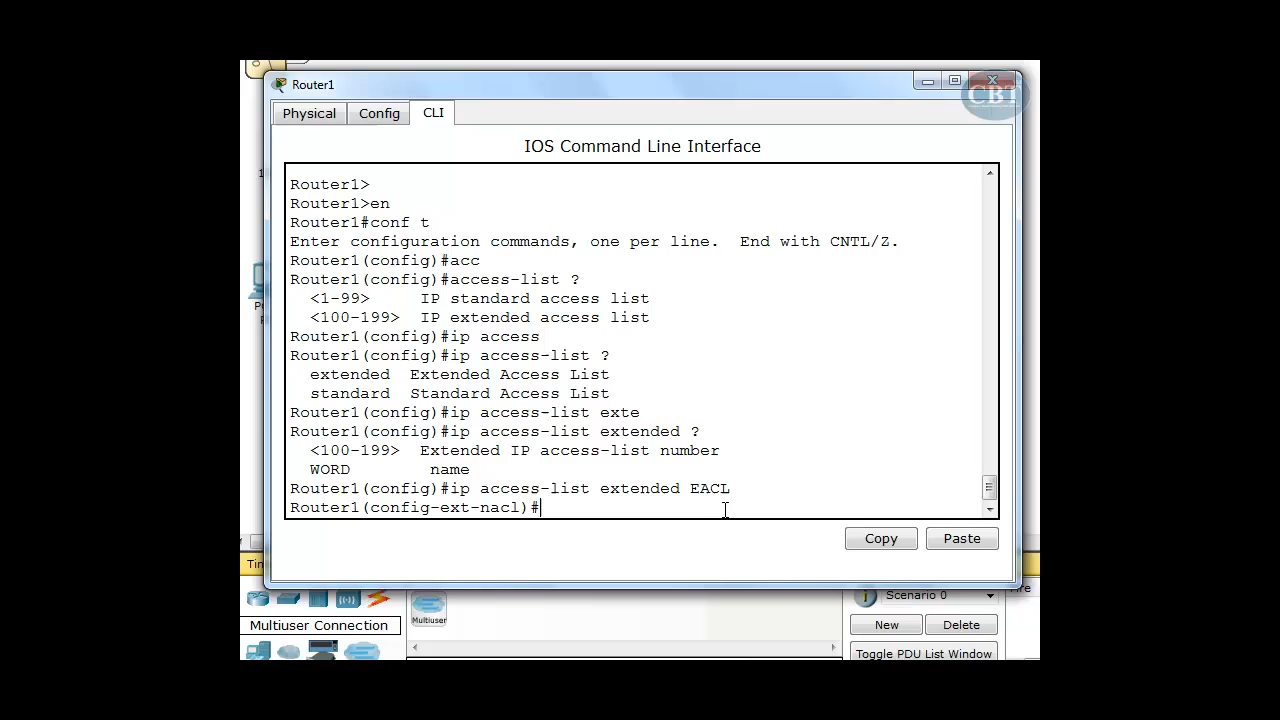 CBT
Router1
Physical
Config
CLI
IOS Command Line Interface
Router1>
Router1>en
Router1#conf t
Enter configuration commands, one per line.  End with CNTL/Z.
Router1(config)#acc
Router1(config)#access-list ?
<1-99>     IP standard access list
<100-199>  IP extended access list
Router1(config)#ip access
Router1(config)#ip access-list ?
extended  Extended Access List
standard  Standard Access List
Router1(config)#ip access-list exte
Router1(config)#ip access-list extended ?
<100-199>  Extended IP access-list number
WORD        name
Router1(config)#ip access-list extended EACL
Router1(config-ext-nacl)#
Copy
Paste
Scenario 0
New
Delete
Toggle PDU List Window
Multiuser Connection
Multiuser